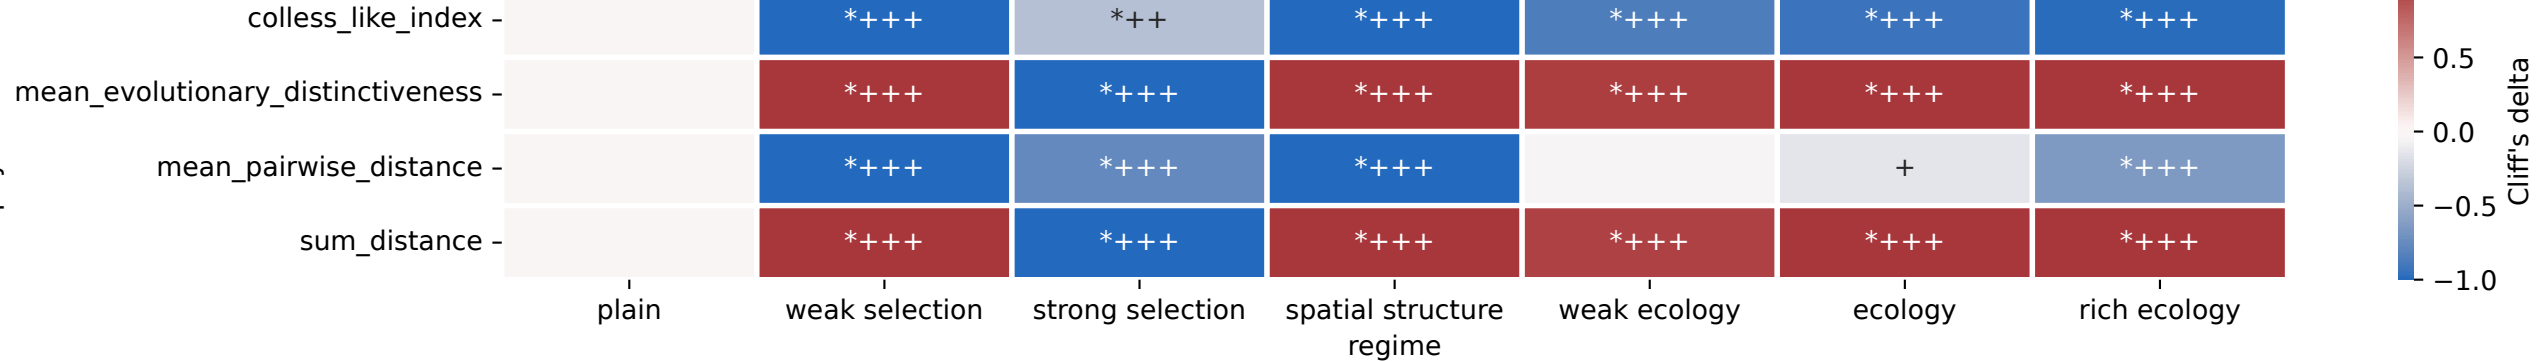 colless_like_index *+++ *++ *+++ *+++ *+++ *+++
mean_evolutionary_distinctiveness *+++ *+++ *+++ *+++ *+++ *+++
mean_pairwise_distance *+++ *+++ *+++ + *+++
sum_distance *+++ *+++ *+++ *+++ *+++ *+++
plain weak selection strong selection spatial structure weak ecology ecology rich ecology
regime
0.5
0.0
−0.5
−1.0
Cliff's delta